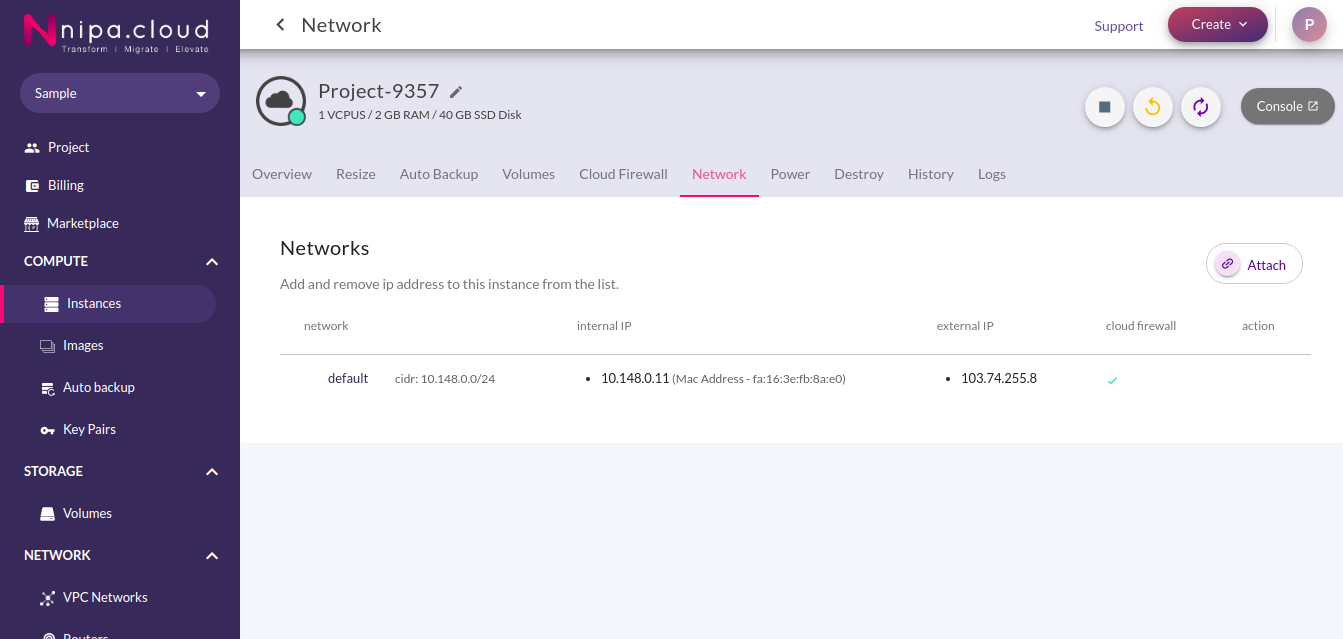 nipa.cloud
Transform | Migrate | Elevate
Sample
Project
Billing
Marketplace
COMPUTE
Instances
Images
Auto backup
Key Pairs
STORAGE
Volumes
NETWORK
VPC Networks
Routers
Network
Support
Create
P
Project-9357
1 VCPUS / 2 GB RAM / 40 GB SSD Disk
Console
Overview Resize Auto Backup Volumes Cloud Firewall Network Power Destroy History Logs
Networks
Add and remove ip address to this instance from the list.
Attach
network internal IP external IP cloud firewall action
default cidr: 10.148.0.0/24 • 10.148.0.11 (Mac Address - fa:16:3e:fb:8a:e0) • 103.74.255.8